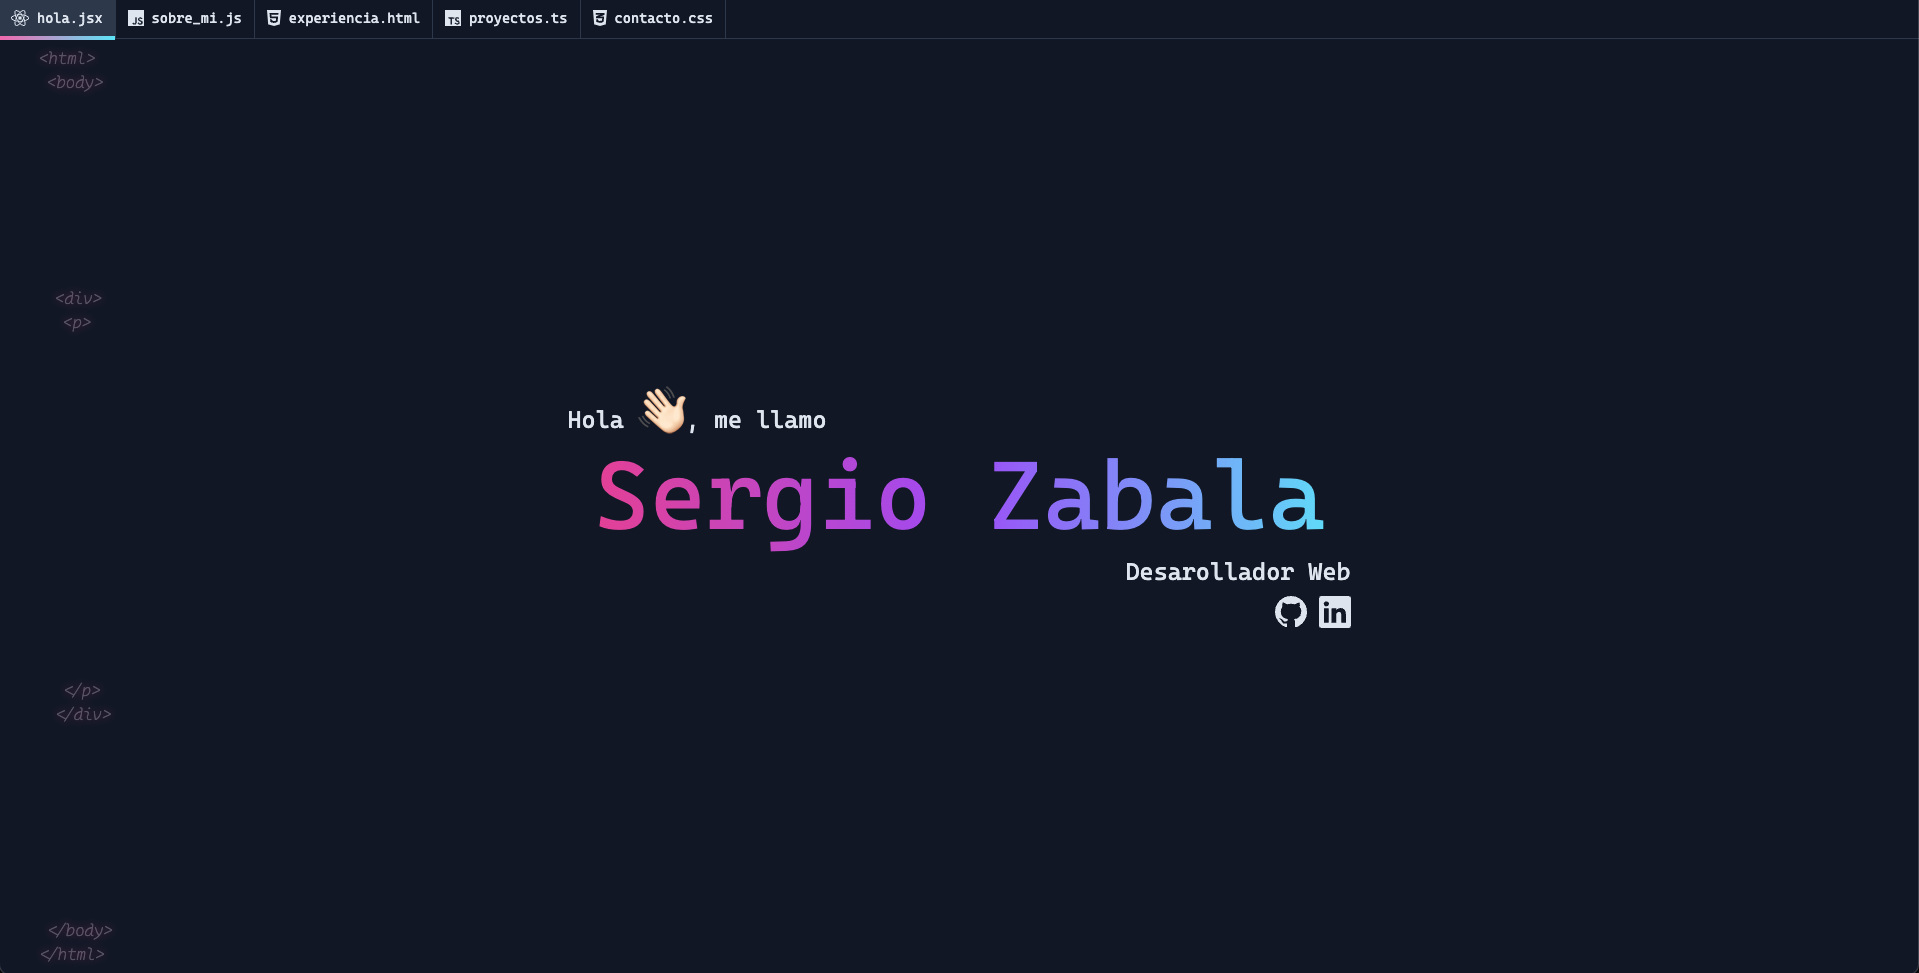 hola.jsx sobre_mi.js experiencia.html proyectos.ts contacto.css
<html>
<body>
<div>
<p>
Hola 👋🏻, me llamo
Sergio Zabala
Desarollador Web
</p>
</div>
</body>
</html>